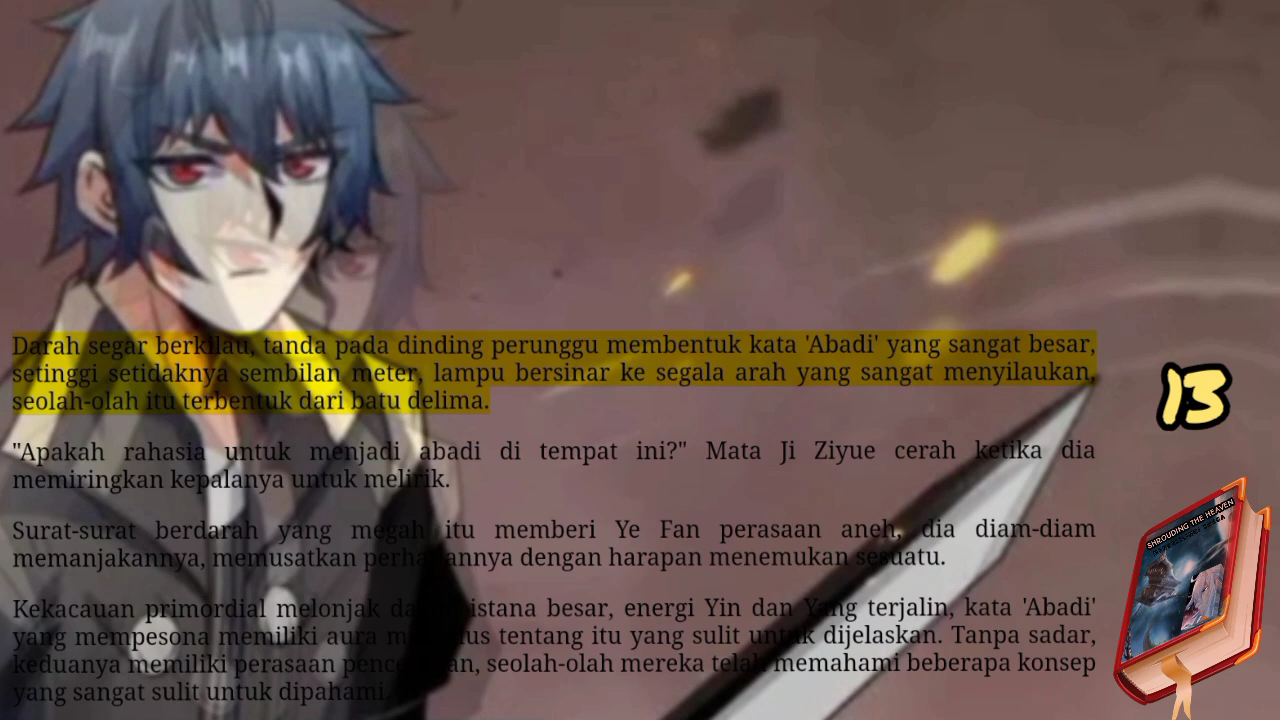 Darah segar berkilau, tanda pada dinding perunggu membentuk kata 'Abadi' yang sangat besar,
setinggi setidaknya sembilan meter, lampu bersinar ke segala arah yang sangat menyilaukan,
seolah-olah itu terbentuk dari batu delima.
"Apakah rahasia untuk menjadi abadi di tempat ini?" Mata Ji Ziyue cerah ketika dia
memiringkan kepalanya untuk melirik.
Surat-surat berdarah yang megah itu memberi Ye Fan perasaan aneh, dia diam-diam
memanjakannya, memusatkan perhatiannya dengan harapan menemukan sesuatu.
Kekacauan primordial melonjak dari istana besar, energi Yin dan Yang terjalin, kata 'Abadi'
yang mempesona memiliki aura tentang itu yang sulit untuk dijelaskan. Tanpa sadar,
keduanya memiliki perasaan pencerahan, seolah-olah mereka telah memahami beberapa konsep
yang sangat sulit untuk dipahami.
13
SHROUDING THE HEAVEN